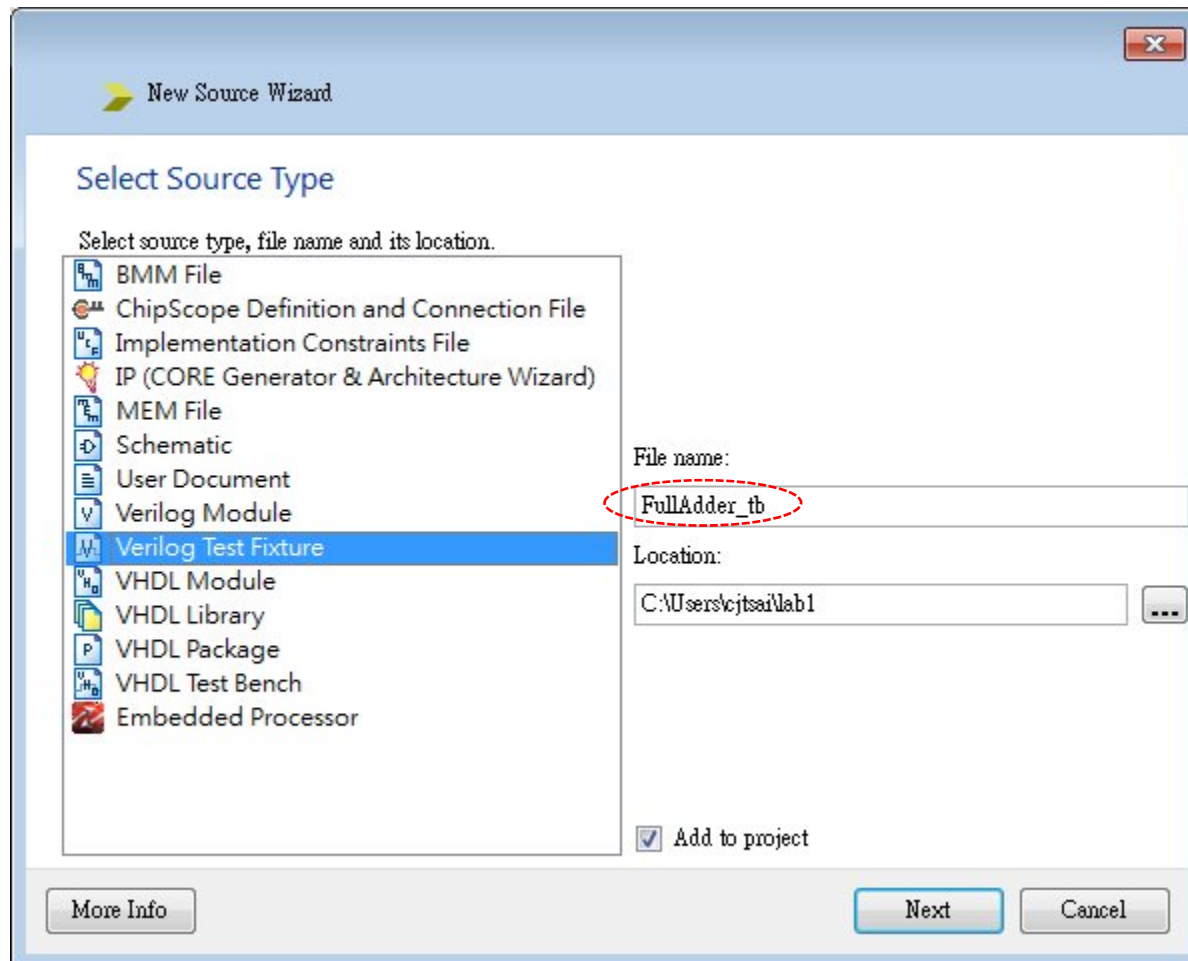 New Source Wizard
Select Source Type
Select source type, file name and its location.
BMM File
ChipScope Definition and Connection File
Implementation Constraints File
IP (CORE Generator & Architecture Wizard)
MEM File
Schematic
User Document
Verilog Module
Verilog Test Fixture
VHDL Module
VHDL Library
VHDL Package
VHDL Test Bench
Embedded Processor
File name:
FullAdder_tb
Location:
C:\Users\cjtsai\lab1
...
Add to project
More Info
Next
Cancel